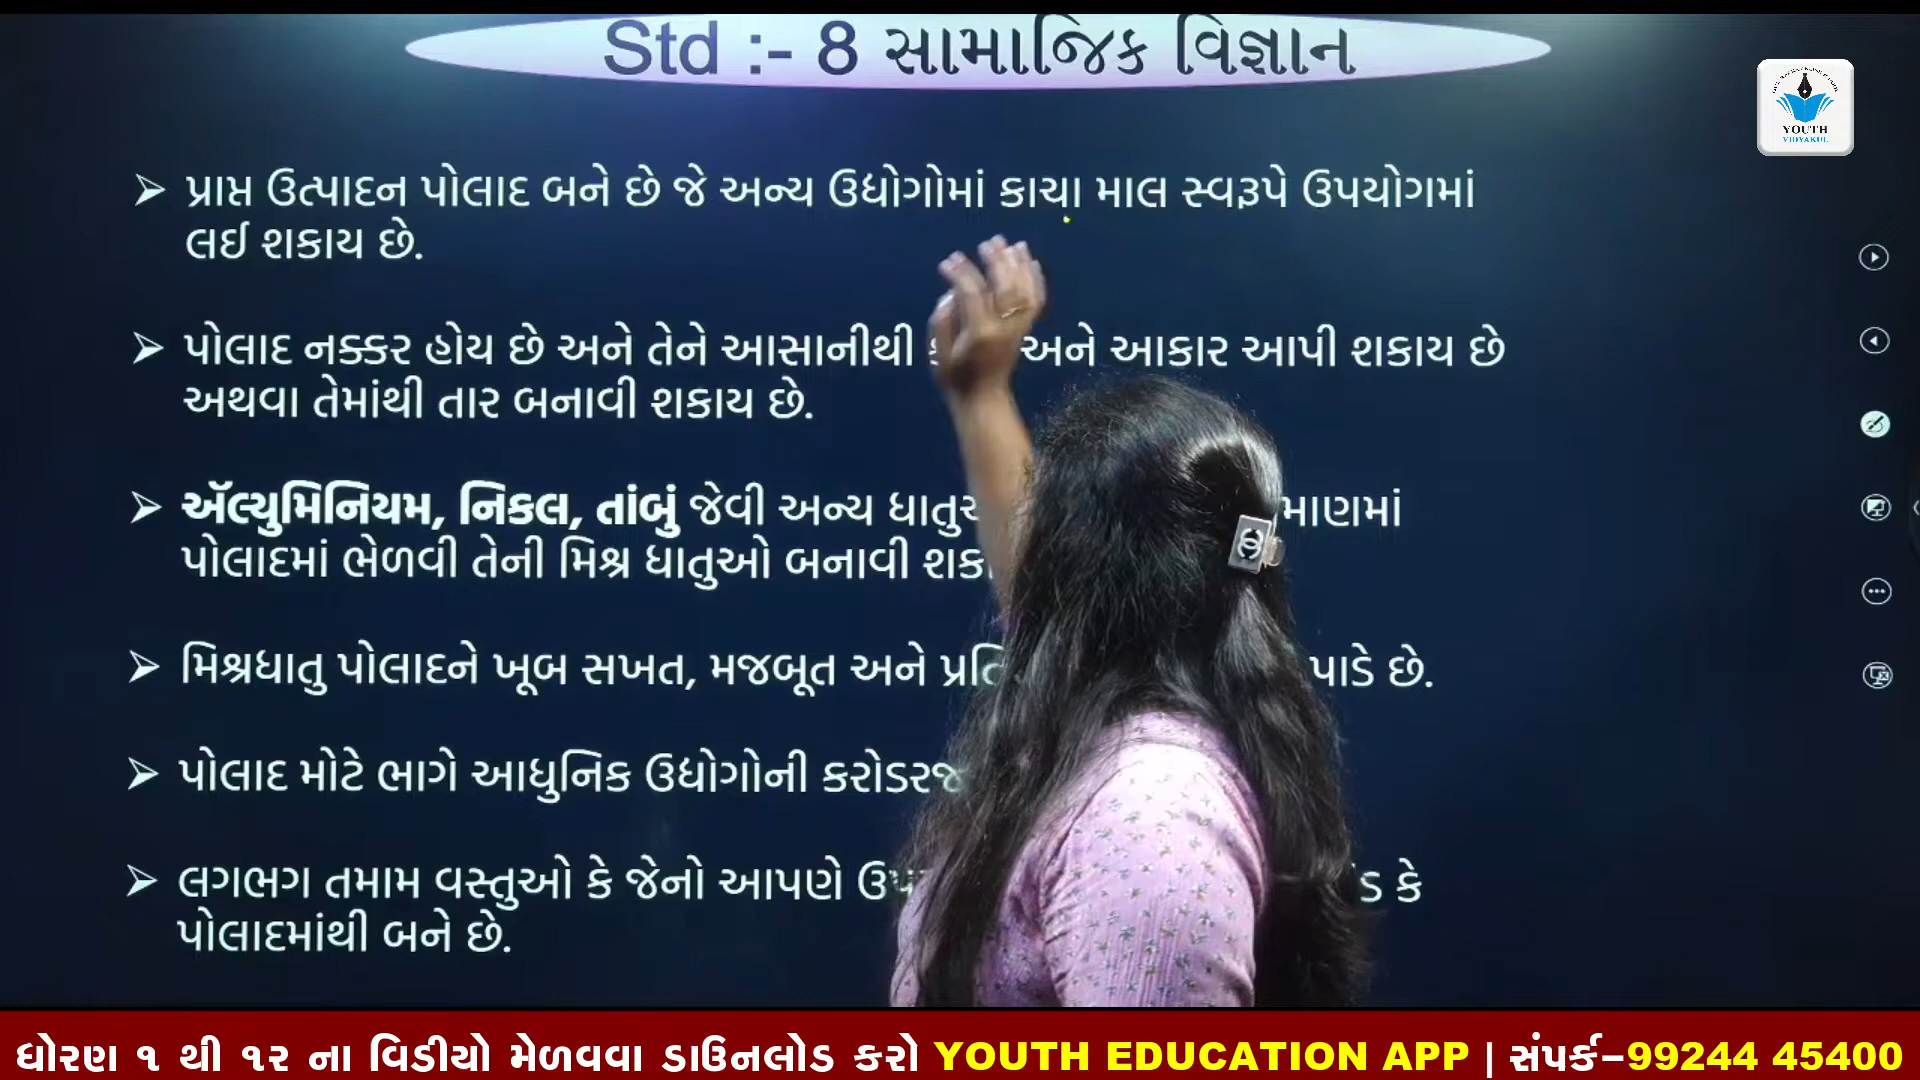 Std :- 8 સામાજિક વિજ્ઞાન
YOUTH
VIDYAKUL
➢ પ્રાપ્ત ઉત્પાદન પોલાદ બને છે જે અન્ય ઉદ્યોગોમાં કાચા માલ સ્વરૂપે ઉપયોગમાં
લઈ શકાય છે.
➢ પોલાદ નક્કર હોય છે અને તેને આસાનીથી અને આકાર આપી શકાય છે
અથવા તેમાંથી તાર બનાવી શકાય છે.
➢ ઍલ્યુમિનિયમ, નિકલ, તાંબું જેવી અન્ય
પોલાદમાં ભેળવી તેની મિશ્ર ધાતુઓ બનાવી
➢ મિશ્રધાતુ પોલાદને ખૂબ સખત, મજબૂત અને પાડે છે.
➢ પોલાદ મોટે ભાગે આધુનિક ઉદ્યોગોની
➢ લગભગ તમામ વસ્તુઓ કે જેનો આપણે કે
પોલાદમાંથી બને છે.
ધોરણ ૧ થી ૧૨ ના વિડીયો મેળવવા ડાઉનલોડ કરો YOUTH EDUCATION APP | સંપર્ક–99244 45400